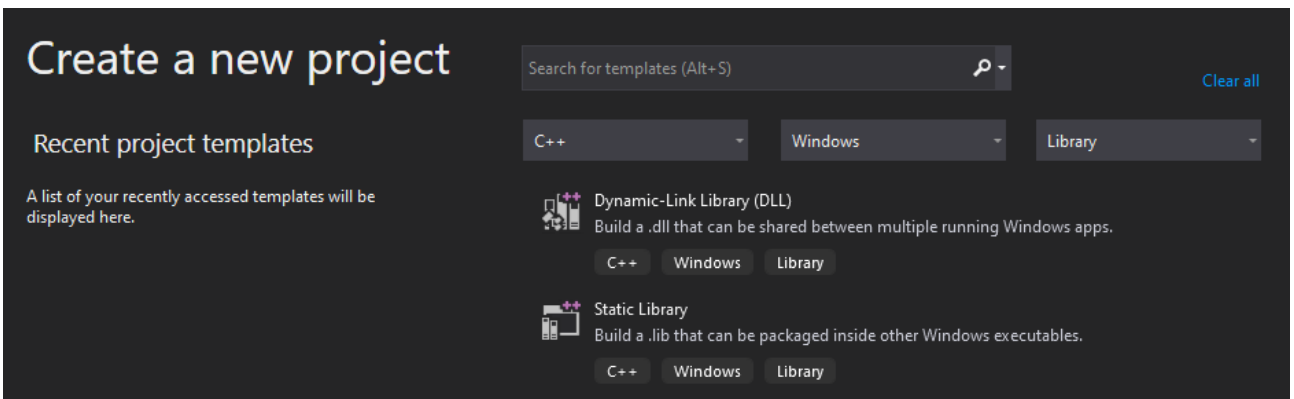 Create a new project
Search for templates (Alt+S)
Clear all
Recent project templates
C++
Windows
Library
A list of your recently accessed templates will be
displayed here.
Dynamic-Link Library (DLL)
Build a .dll that can be shared between multiple running Windows apps.
C++ Windows Library
Static Library
Build a .lib that can be packaged inside other Windows executables.
C++ Windows Library